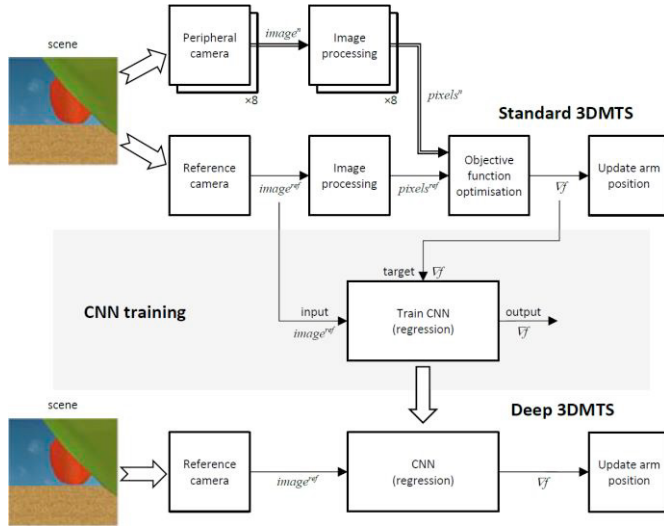 scene
Peripheral
camera
×8
imageⁿ
Image
processing
×8
pixelsⁿ
Standard 3DMTS
Reference
camera
image^ref
Image
processing
pixels^ref
Objective
function
optimisation
∇f
Update arm
position
CNN training
target ∇f
input
image^ref
Train CNN
(regression)
output
∇f
scene
Deep 3DMTS
Reference
camera
image^ref
CNN
(regression)
∇f
Update arm
position